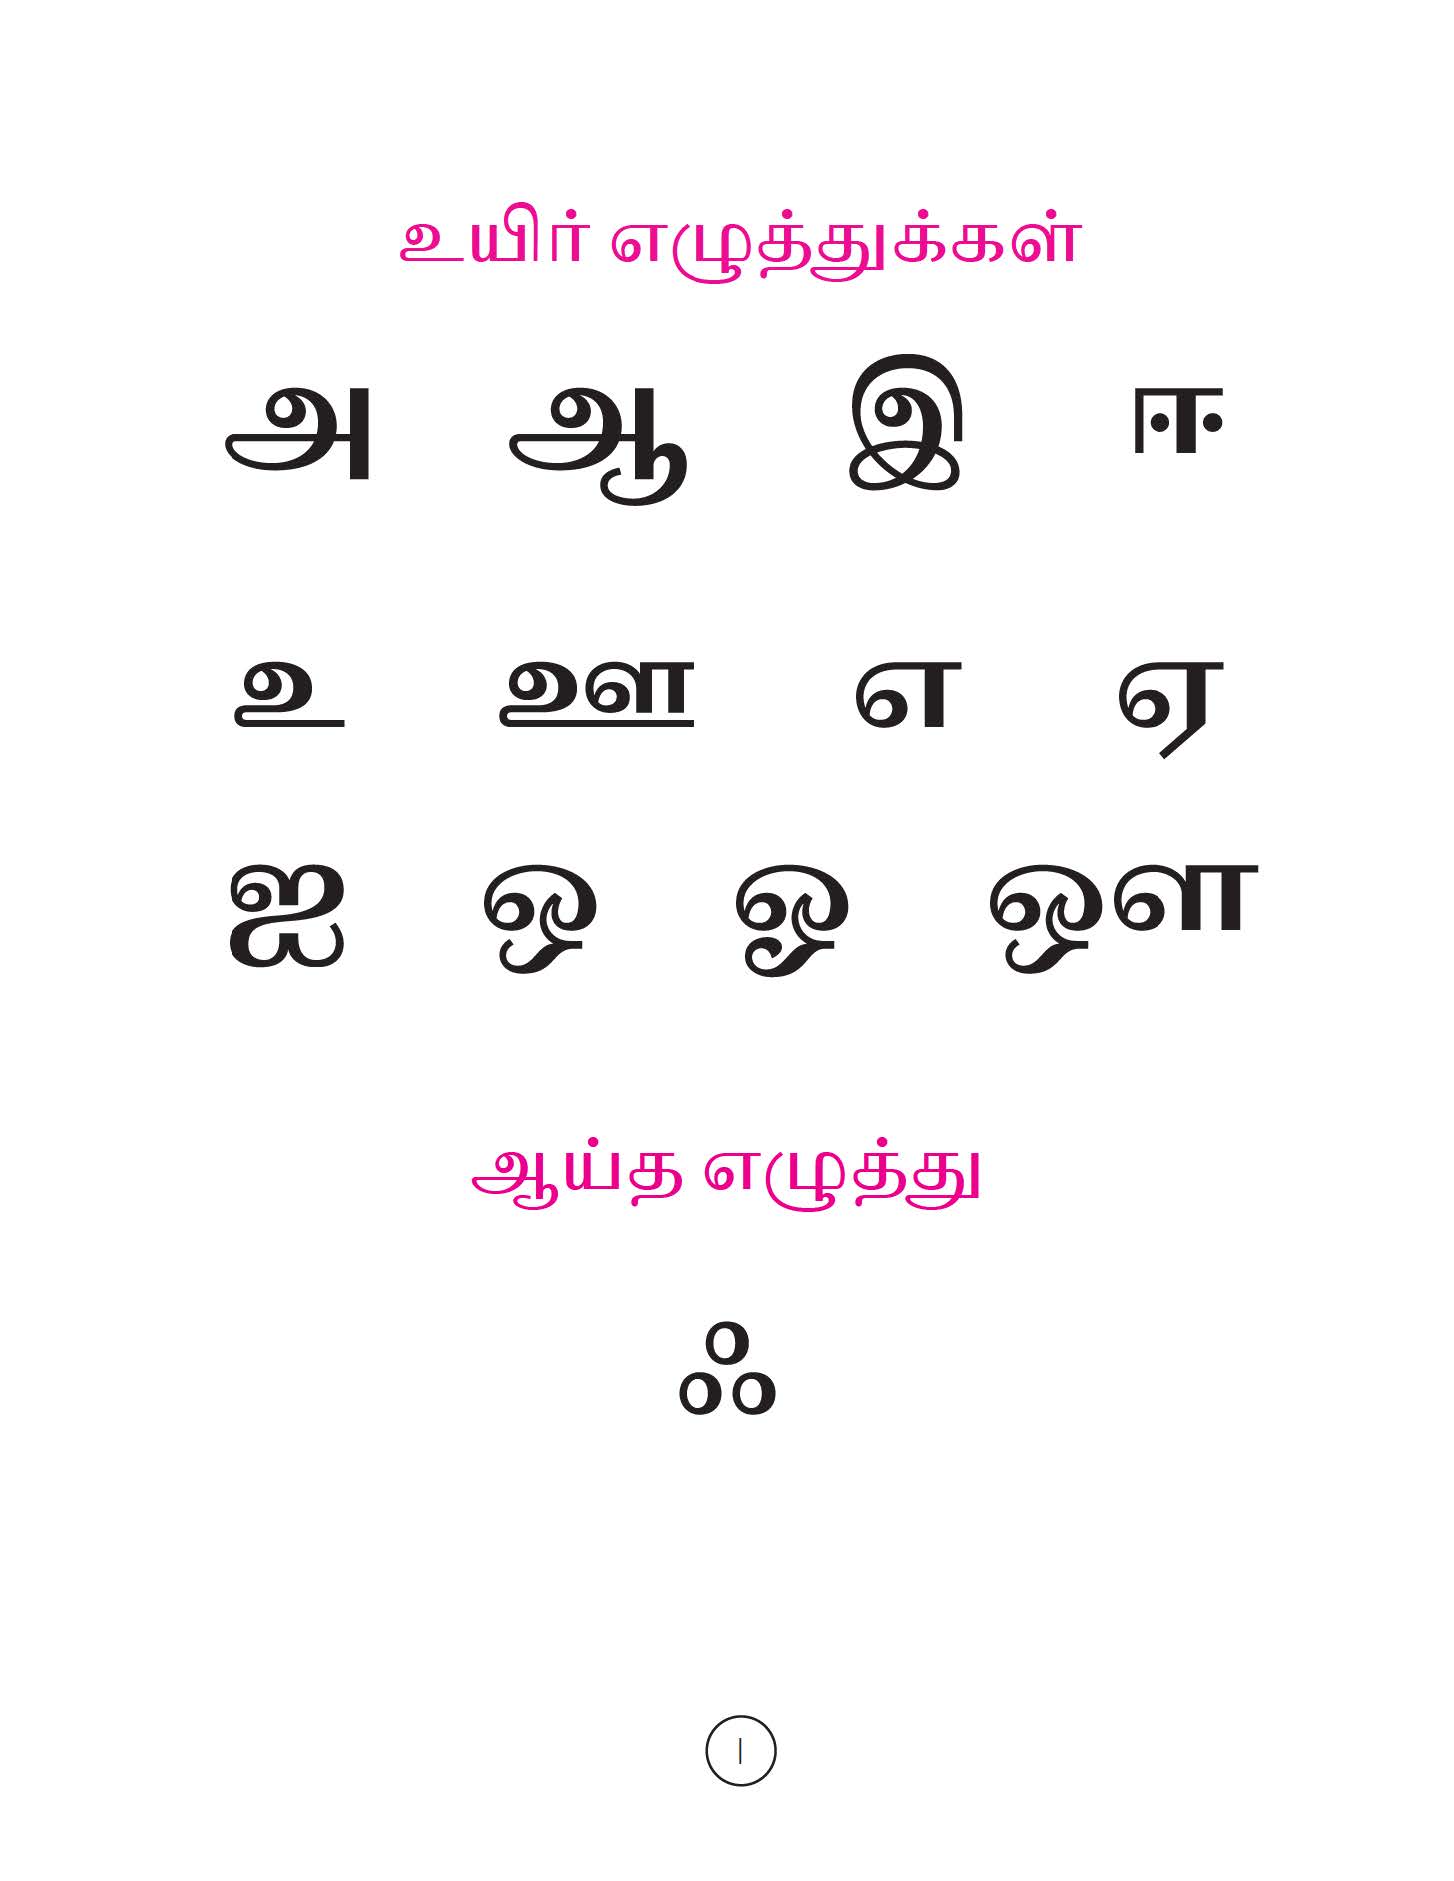 உயிர் எழுத்துக்கள்
அ ஆ இ ஈ
உ ஊ எ ஏ
ஐ ஒ ஓ ஔ
ஆய்த எழுத்து
ஃ
1